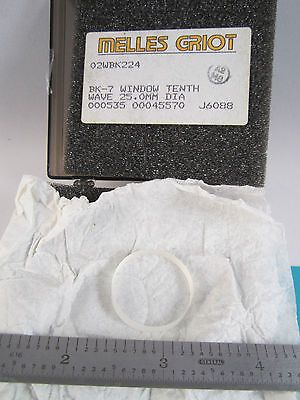 MELLES GRIOT
02WBK224
BK-7 WINDOW TENTH
WAVE 25.0MM DIA
000535 00045570 J6088
2 3 4